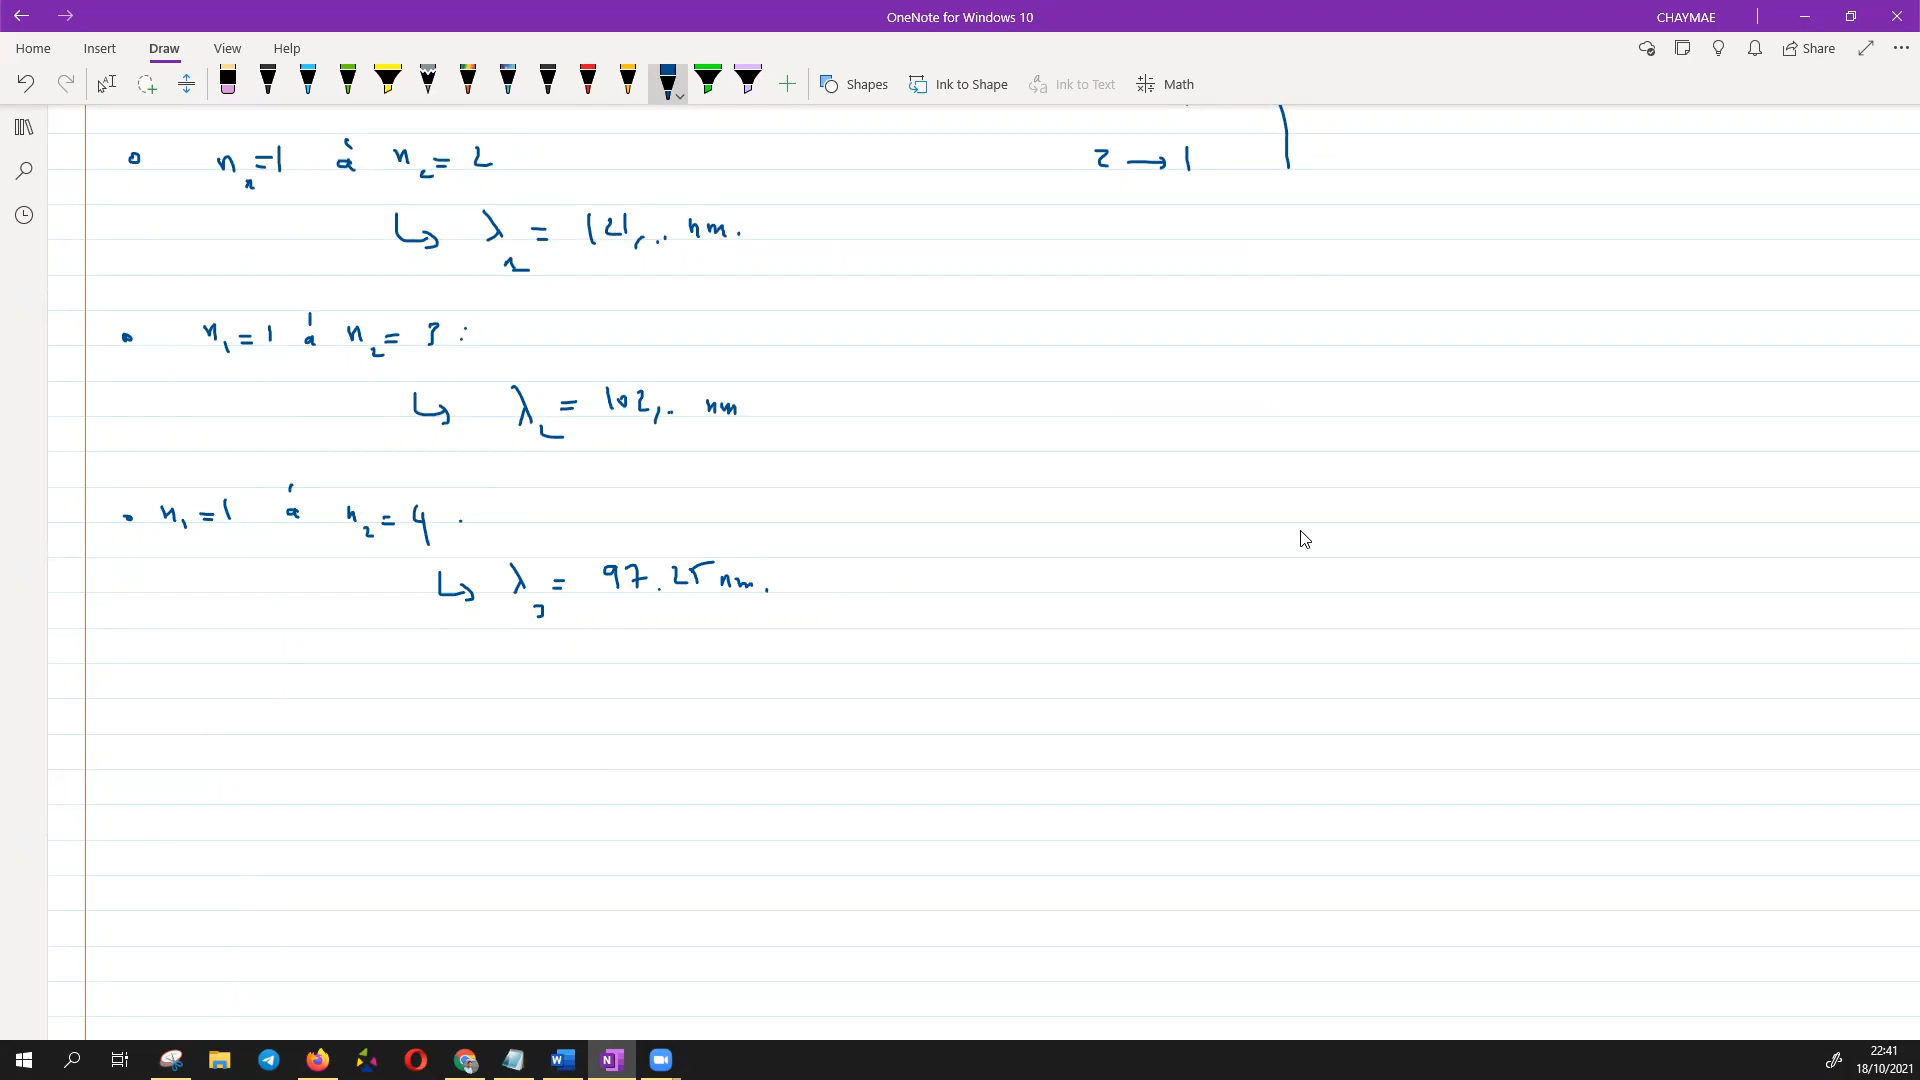 OneNote for Windows 10
CHAYMAE
Home Insert Draw View Help
Share
Shapes Ink to Shape Ink to Text Math
n₁=1 à n₂ = 2
2 → 1
↳ λ₁ = 121,.. nm.
n₁ = 1 à n₂ = 3 :
↳ λ₂ = 102,.. nm
n₁ = 1 à n₂ = 4 .
↳ λ₃ = 97.25 nm.
22:41
18/10/2021